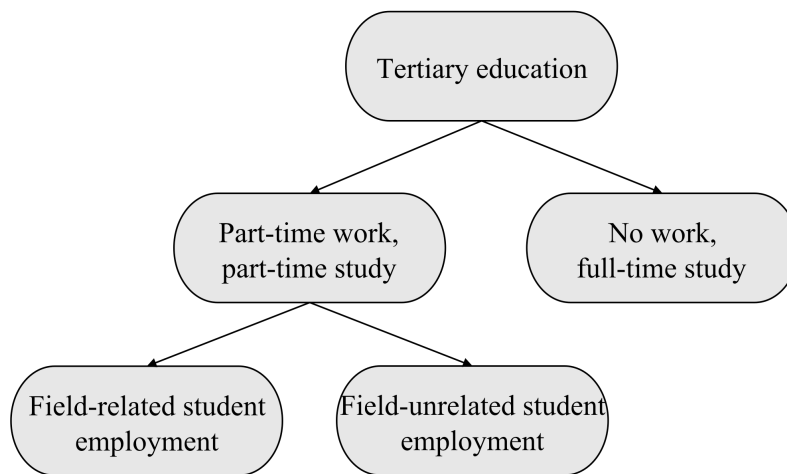 Tertiary education
Part-time work,
part-time study
No work,
full-time study
Field-related student
employment
Field-unrelated student
employment